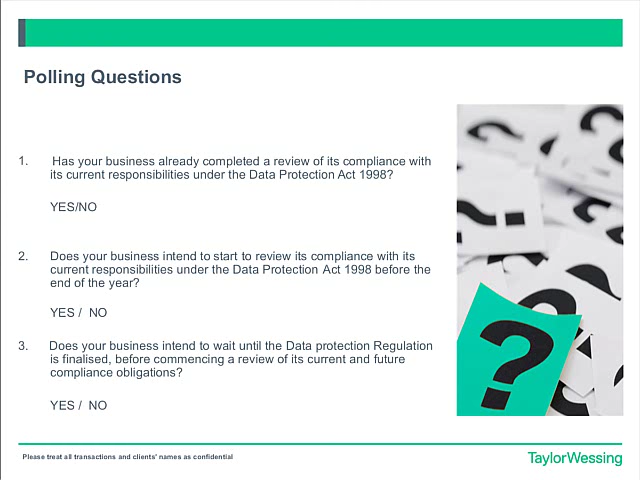 Polling Questions
1. Has your business already completed a review of its compliance with
its current responsibilities under the Data Protection Act 1998?
YES/NO
2. Does your business intend to start to review its compliance with its
current responsibilities under the Data Protection Act 1998 before the
end of the year?
YES / NO
3. Does your business intend to wait until the Data protection Regulation
is finalised, before commencing a review of its current and future
compliance obligations?
YES / NO
Please treat all transactions and clients' names as confidential
TaylorWessing